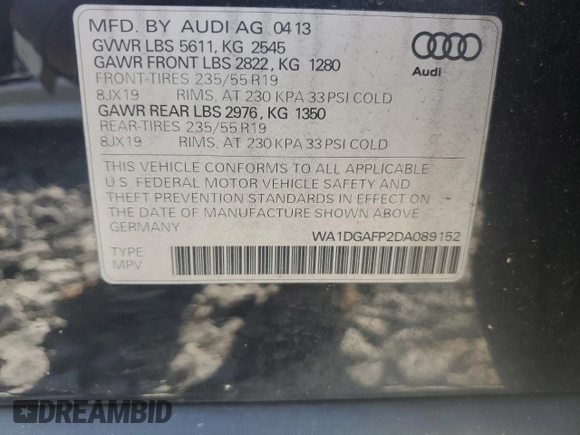 MFD. BY AUDI AG 04 13
GVWR LBS 5611, KG 2545
GAWR FRONT LBS 2822, KG 1280
FRONT-TIRES 235/55 R19
8JX19 RIMS, AT 230 KPA 33 PSI COLD
GAWR REAR LBS 2976, KG 1350
REAR-TIRES 235/55 R19
8JX19 RIMS, AT 230 KPA 33 PSI COLD
Audi
THIS VEHICLE CONFORMS TO ALL APPLICABLE
U.S. FEDERAL MOTOR VEHICLE SAFETY AND
THEFT PREVENTION STANDARDS IN EFFECT ON
THE DATE OF MANUFACTURE SHOWN ABOVE
GERMANY
WA1DGAFP2DA089152
TYPE:
MPV
DREAMBID